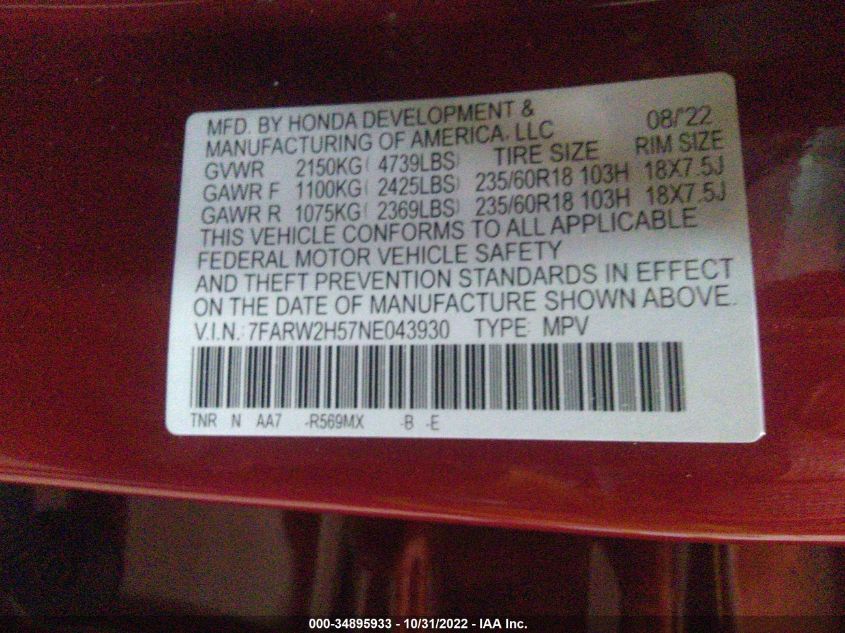 MFD. BY HONDA DEVELOPMENT & 08/'22
MANUFACTURING OF AMERICA, LLC
GVWR 2150KG( 4739LBS) TIRE SIZE RIM SIZE
GAWR F 1100KG( 2425LBS) 235/60R18 103H 18X7.5J
GAWR R 1075KG( 2369LBS) 235/60R18 103H 18X7.5J
THIS VEHICLE CONFORMS TO ALL APPLICABLE
FEDERAL MOTOR VEHICLE SAFETY
AND THEFT PREVENTION STANDARDS IN EFFECT
ON THE DATE OF MANUFACTURE SHOWN ABOVE.
V.I.N.: 7FARW2H57NE043930 TYPE: MPV
TNR N AA7 -R569MX -B -E
000-34895933 - 10/31/2022 - IAA Inc.